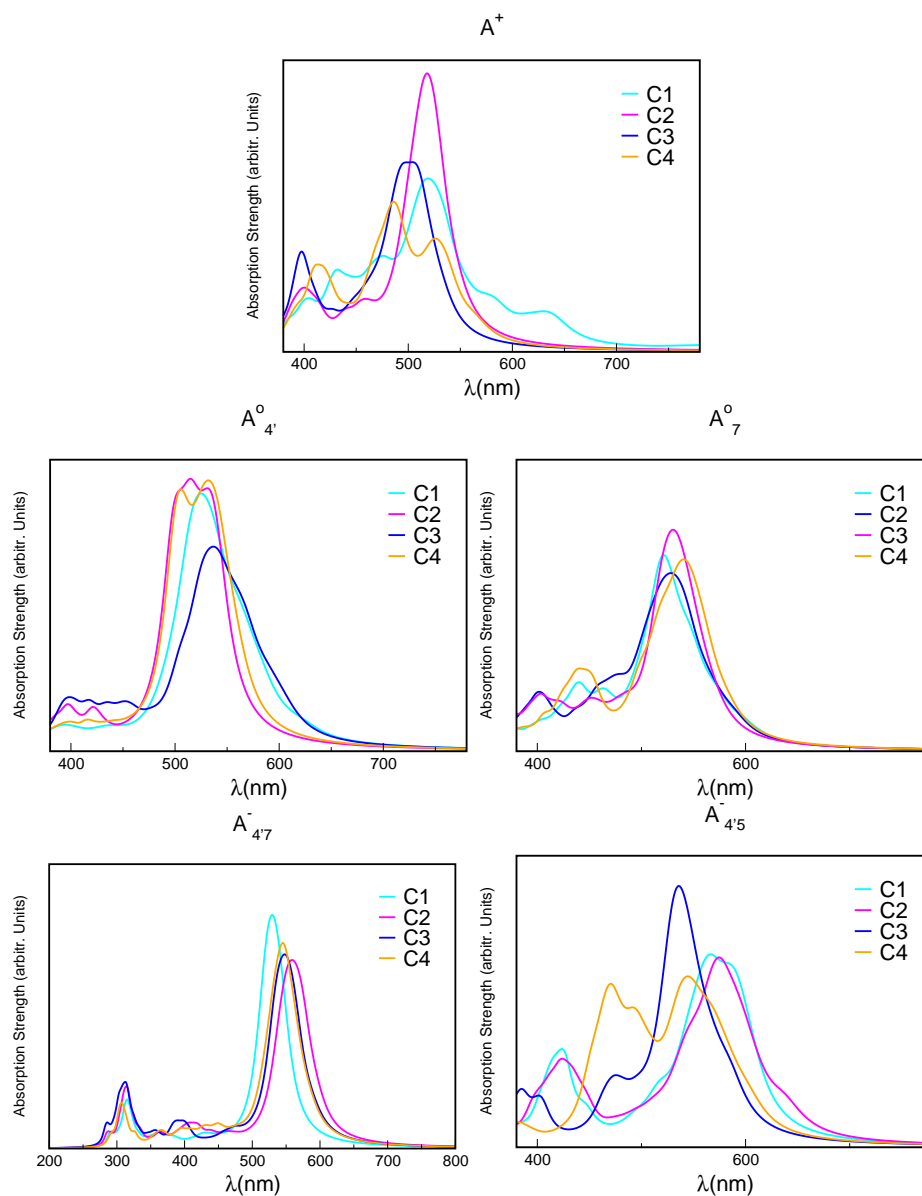 A+
Absorption Strength (arbitr. Units)
C1
C2
C3
C4
400 500 600 700
λ(nm)
Ao4'
Absorption Strength (arbitr. Units)
C1
C2
C3
C4
400 500 600 700
λ(nm)
Ao7
Absorption Strength (arbitr. Units)
C1
C2
C3
C4
400 600
λ(nm)
A-4'7
Absorption Strength (arbitr. Units)
C1
C2
C3
C4
200 300 400 500 600 700 800
λ(nm)
A-4'5
Absorption Strength (arbitr. Units)
C1
C2
C3
C4
400 600
λ(nm)